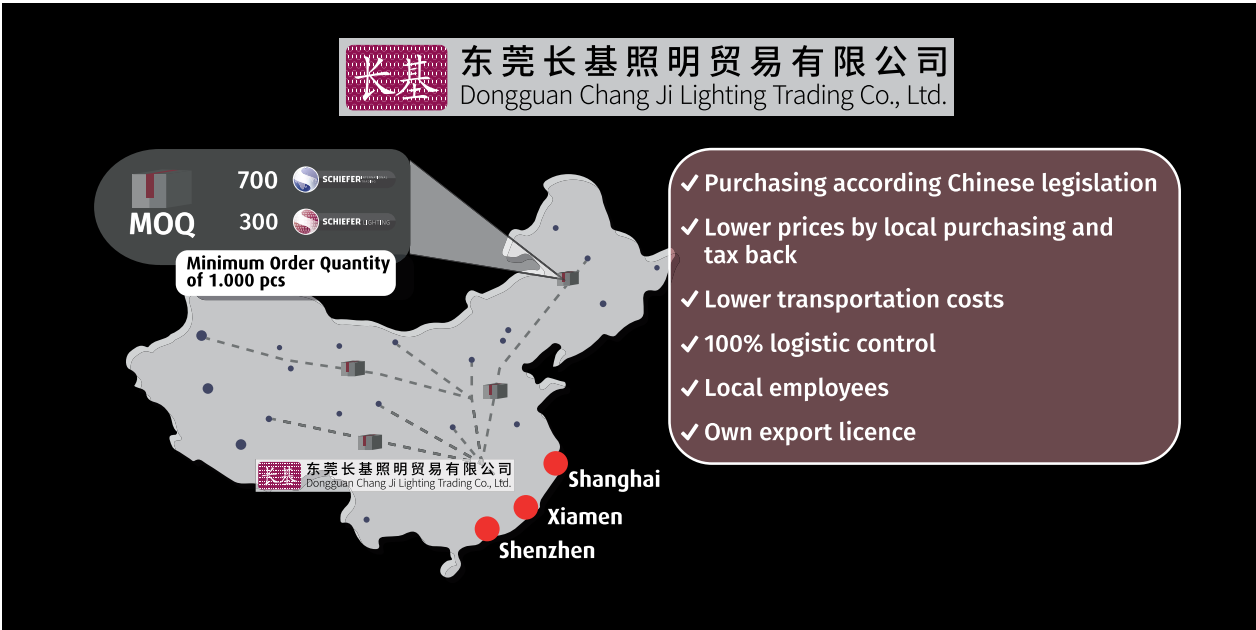 长基
东莞长基照明贸易有限公司
Dongguan Chang Ji Lighting Trading Co., Ltd.
700 SCHIEFER
MOQ
300 SCHIEFER LIGHTING
Minimum Order Quantity
of 1.000 pcs
✓ Purchasing according Chinese legislation
✓ Lower prices by local purchasing and
tax back
✓ Lower transportation costs
✓ 100% logistic control
✓ Local employees
✓ Own export licence
长基
东莞长基照明贸易有限公司
Dongguan Chang Ji Lighting Trading Co., Ltd.
Shanghai
Xiamen
Shenzhen